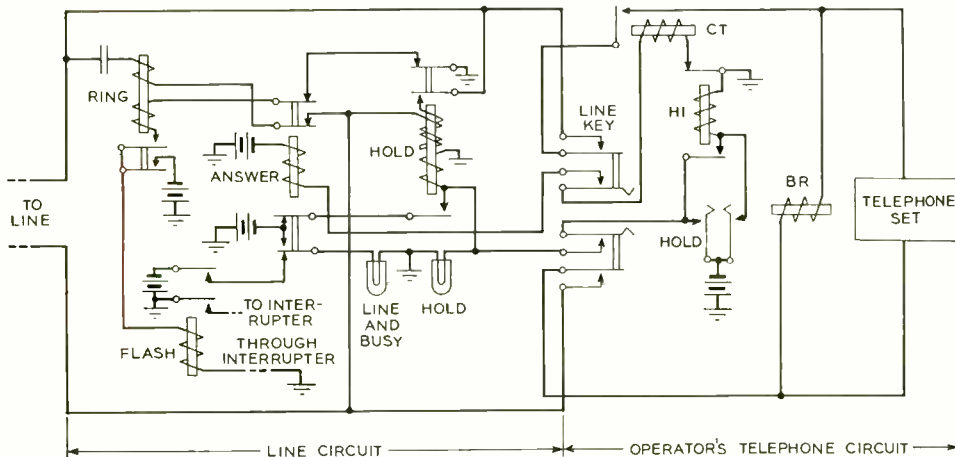 CT
RING
LINE
KEY
HI
HOLD
ANSWER
BR
TO
LINE
TELEPHONE
SET
HOLD
TO INTER-
RUPTER
LINE
AND
BUSY
HOLD
FLASH
THROUGH
INTERRUPTER
LINE CIRCUIT
OPERATOR'S TELEPHONE CIRCUIT